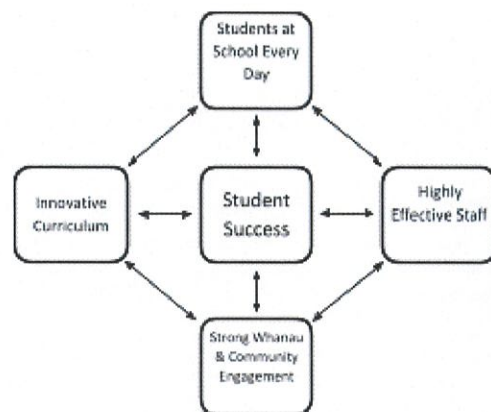 Students at
School Every
Day
Innovative
Curriculum
Student
Success
Highly
Effective Staff
Strong Whanau
& Community
Engagement